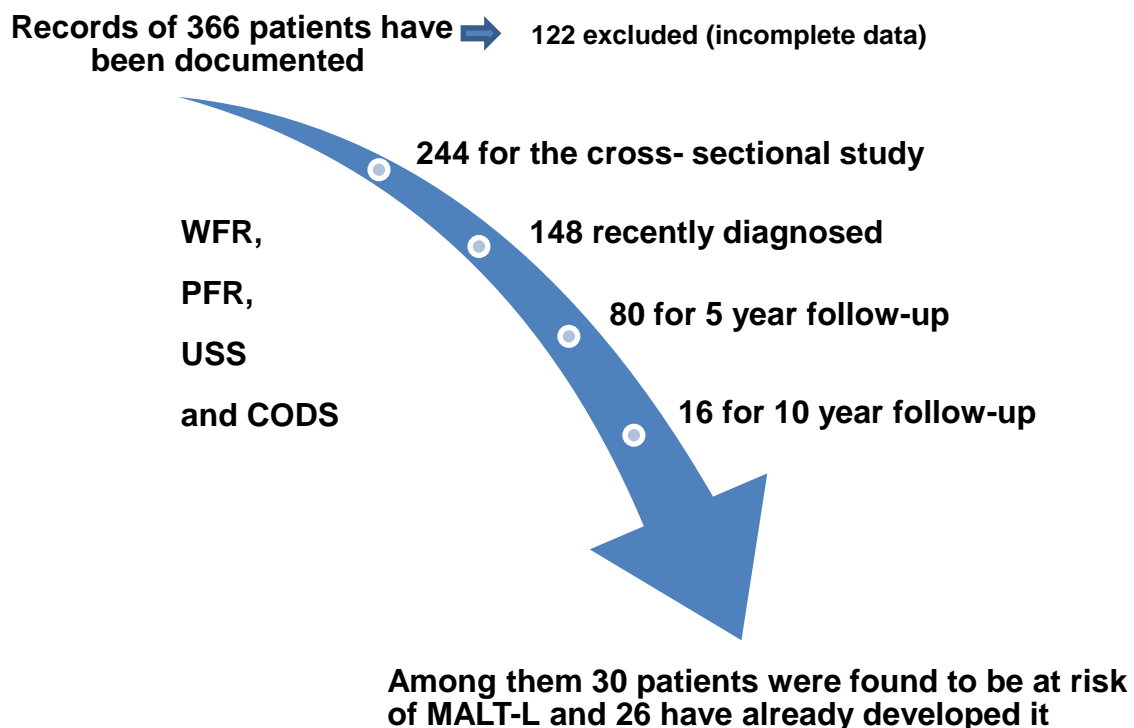 Records of 366 patients have
been documented
122 excluded (incomplete data)
244 for the cross- sectional study
148 recently diagnosed
80 for 5 year follow-up
16 for 10 year follow-up
WFR,
PFR,
USS
and CODS
Among them 30 patients were found to be at risk
of MALT-L and 26 have already developed it